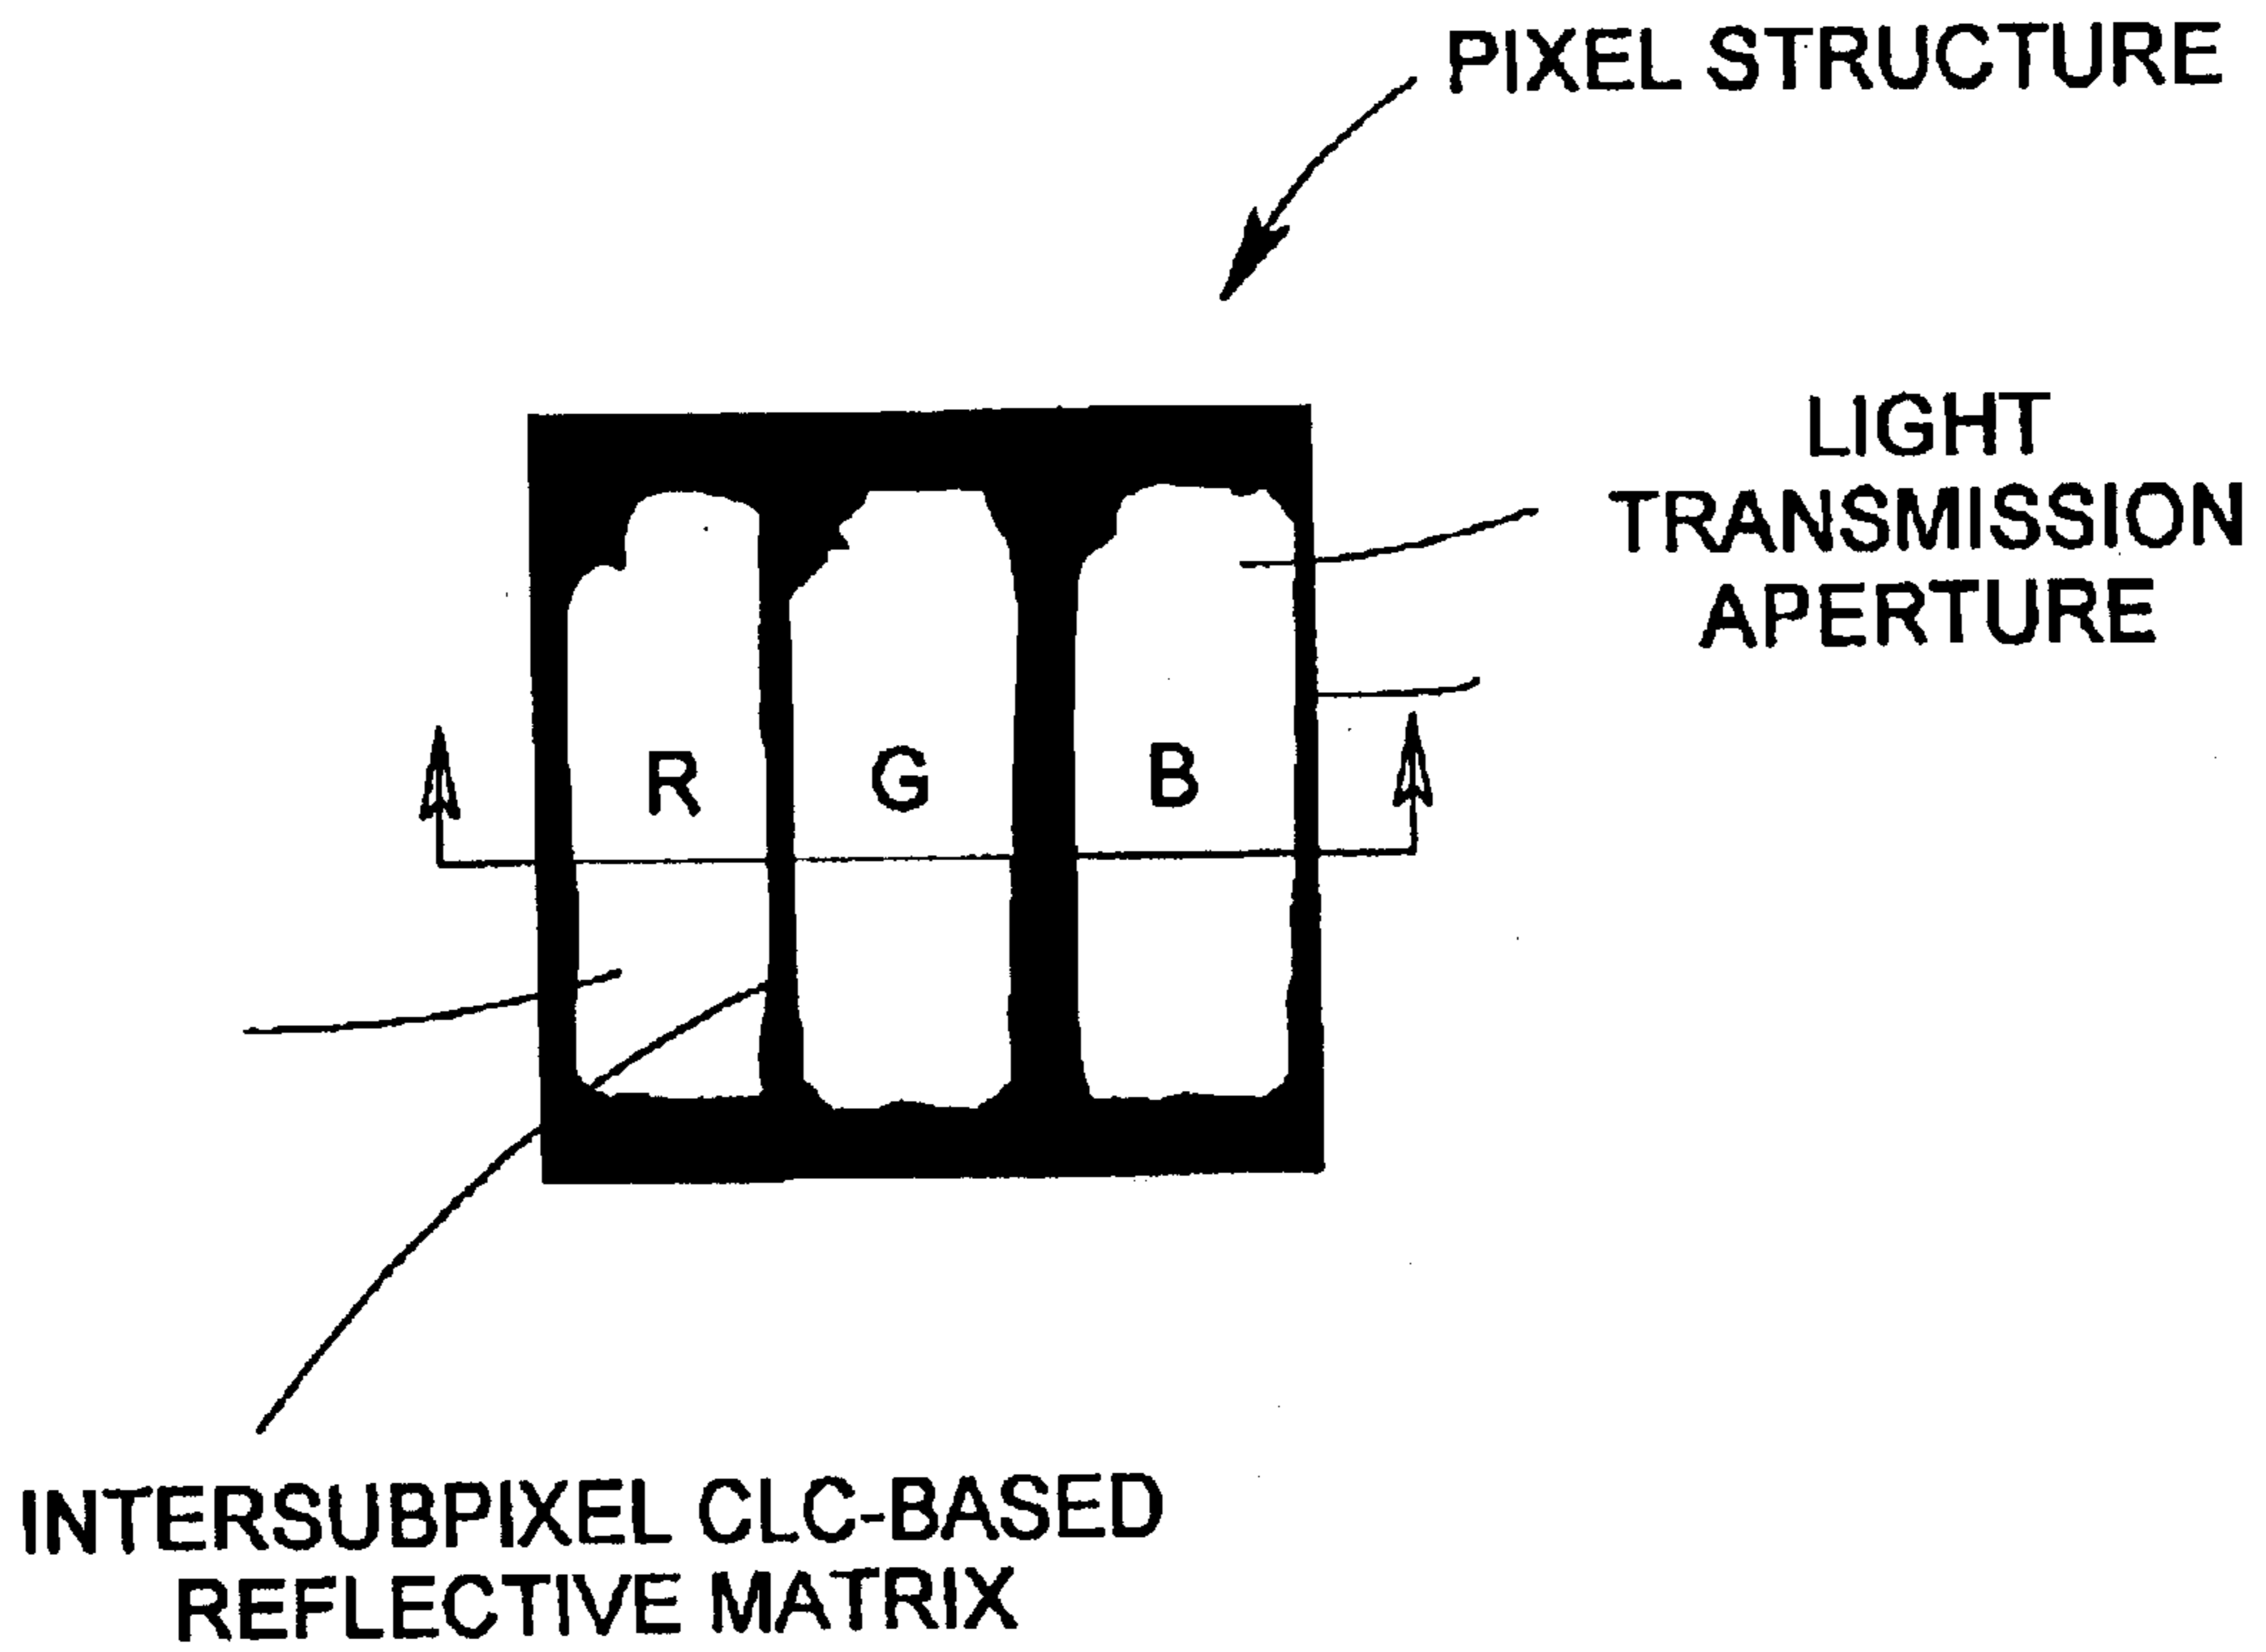 PIXEL STRUCTURE
LIGHT
TRANSMISSION
APERTURE
R G B
INTERSUBPIXEL CLC-BASED
REFLECTIVE MATRIX